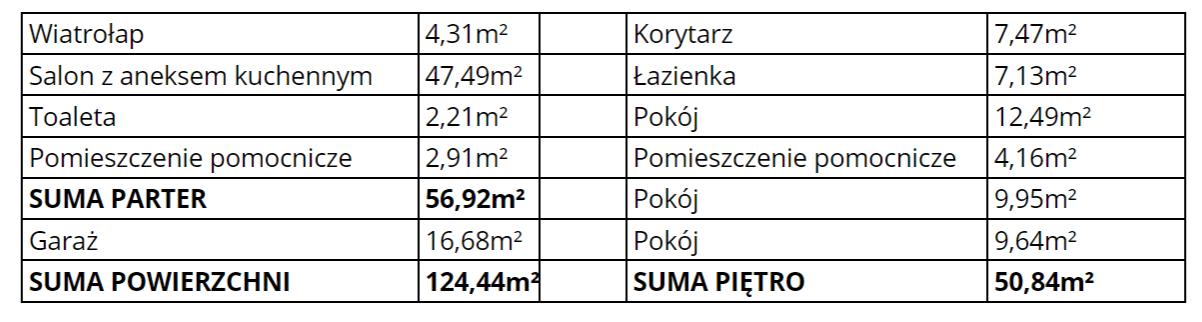 Wiatrołap 4,31m² Korytarz 7,47m²
Salon z aneksem kuchennym 47,49m² Łazienka 7,13m²
Toaleta 2,21m² Pokój 12,49m²
Pomieszczenie pomocnicze 2,91m² Pomieszczenie pomocnicze 4,16m²
SUMA PARTER 56,92m² Pokój 9,95m²
Garaż 16,68m² Pokój 9,64m²
SUMA POWIERZCHNI 124,44m² SUMA PIĘTRO 50,84m²